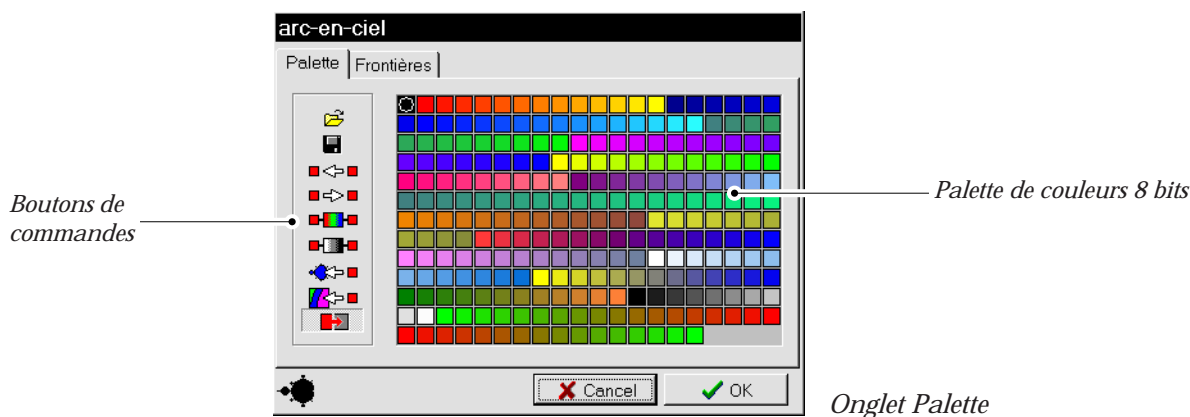 arc-en-ciel
Palette
Frontières
Boutons de
commandes
Palette de couleurs 8 bits
Cancel
OK
Onglet Palette